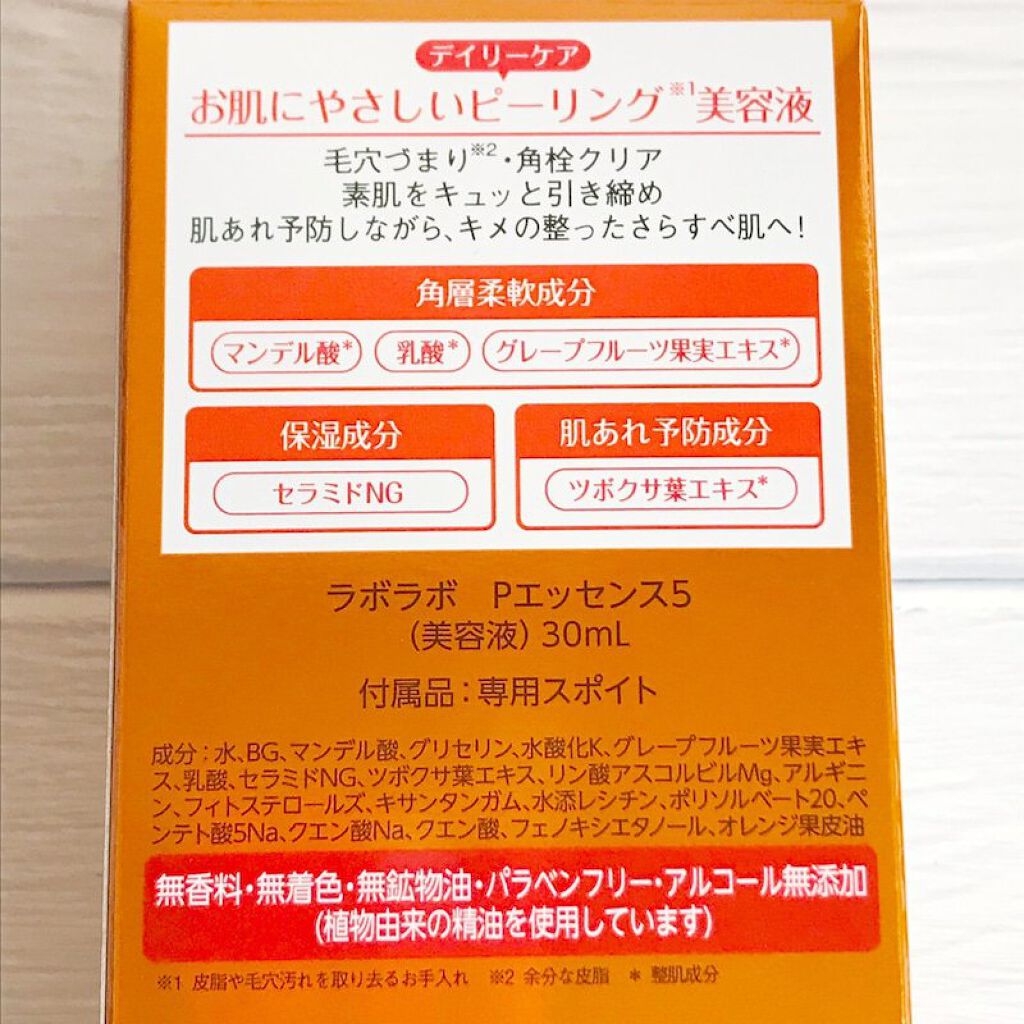 デイリーケア
お肌にやさしいピーリング※1美容液
毛穴づまり※2・角栓クリア
素肌をキュッと引き締め
肌あれ予防しながら、キメの整ったさらすべ肌へ!
角層柔軟成分
マンデル酸* 乳酸* グレープフルーツ果実エキス*
保湿成分 肌あれ予防成分
セラミドNG ツボクサ葉エキス*
ラボラボ Pエッセンス5
(美容液) 30mL
付属品:専用スポイト
成分:水、BG、マンデル酸、グリセリン、水酸化K、グレープフルーツ果実エキ
ス、乳酸、セラミドNG、ツボクサ葉エキス、リン酸アスコルビルMg、アルギニ
ン、フィトステロールズ、キサンタンガム、水添レシチン、ポリソルベート20、ペ
ンテト酸5Na、クエン酸Na、クエン酸、フェノキシエタノール、オレンジ果皮油
無香料・無着色・無鉱物油・パラベンフリー・アルコール無添加
(植物由来の精油を使用しています)
※1 皮脂や毛穴汚れを取り去るお手入れ ※2 余分な皮脂 * 整肌成分